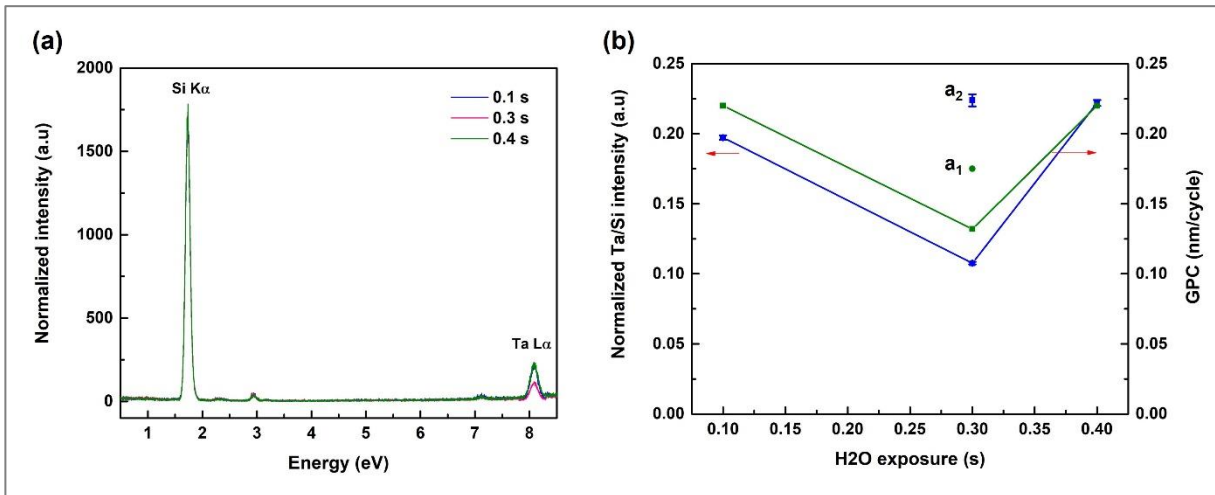 (a)
2000
1750
1500
1250
1000
750
500
250
0
Normalized intensity (a.u)
Si Kα
0.1 s
0.3 s
0.4 s
Ta Lα
1 2 3 4 5 6 7 8
Energy (eV)
(b)
0.25
0.20
0.15
0.10
0.05
0.00
Normalized Ta/Si intensity (a.u)
a2
a1
0.25
0.20
0.15
0.10
0.05
0.00
GPC (nm/cycle)
0.10 0.15 0.20 0.25 0.30 0.35 0.40
H2O exposure (s)